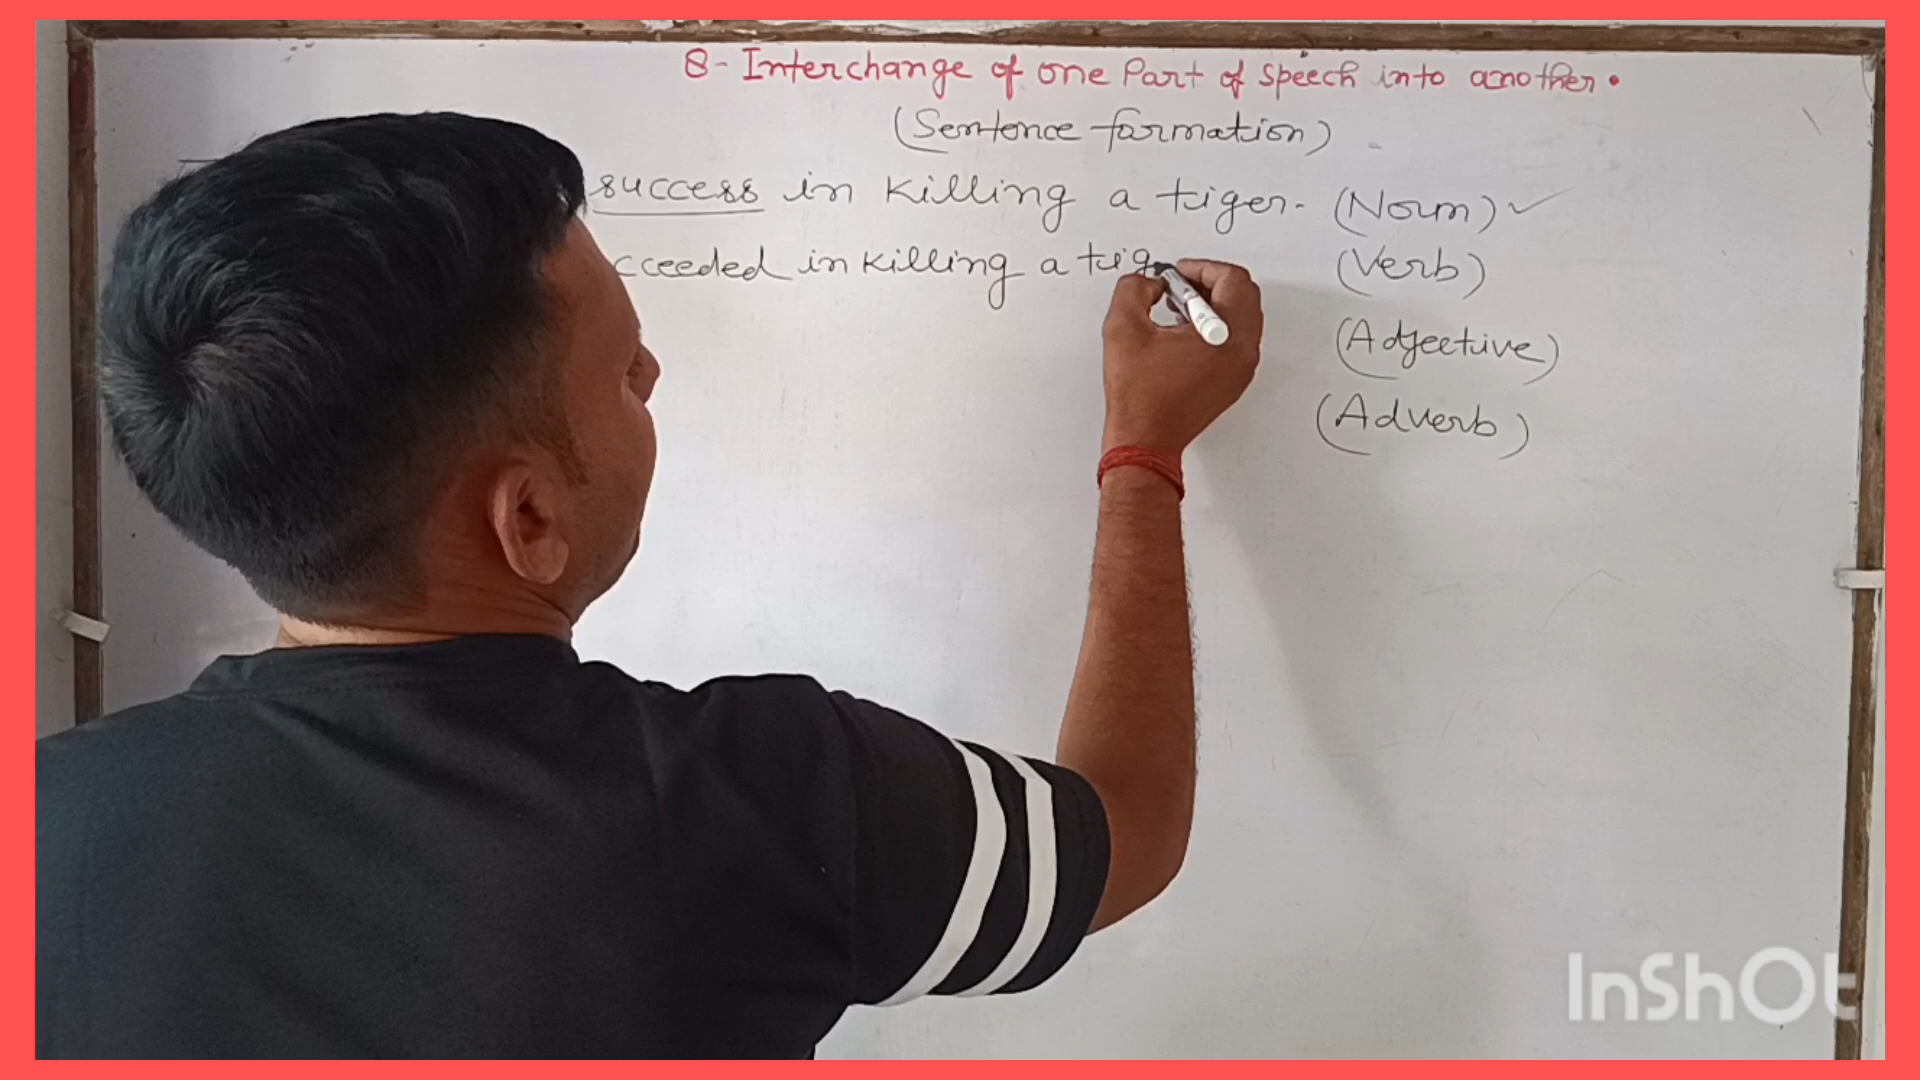 8- Interchange of one Part of speech into another.
(Sentence formation)
success in killing a tiger. (Noun) ✓
cceeded in killing a tig (Verb)
(Adjective)
(Adverb)
InShOt